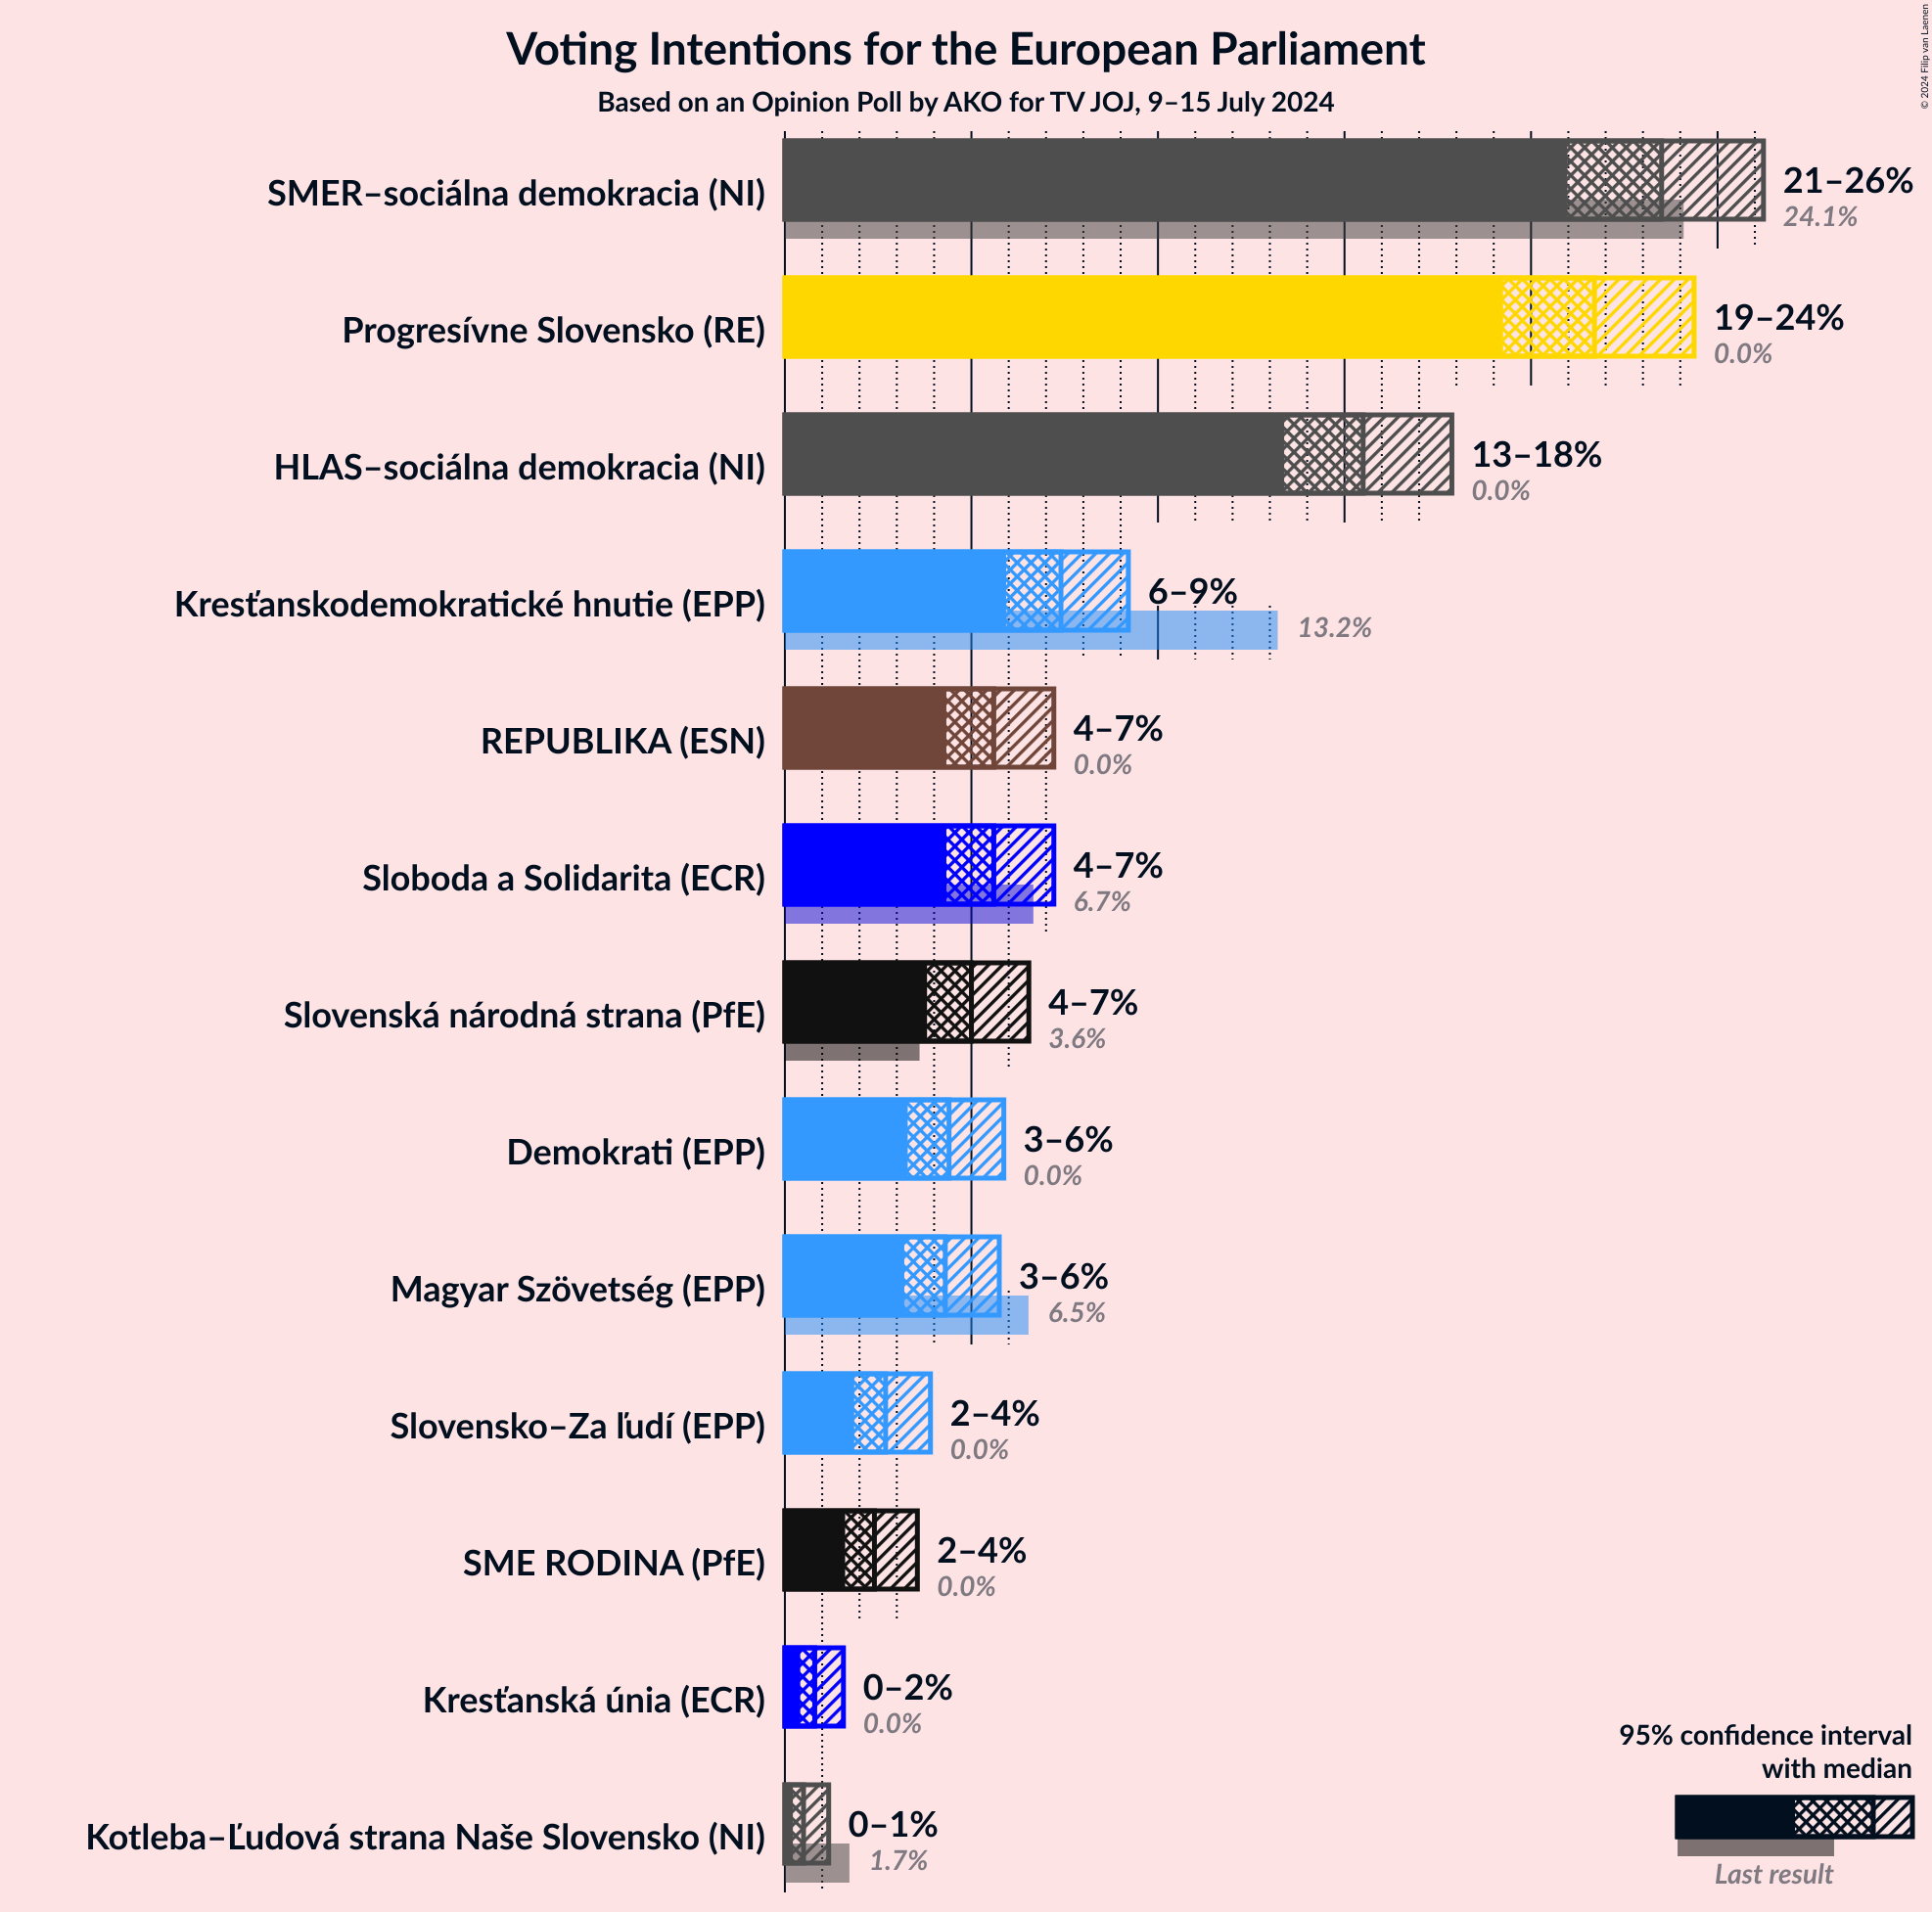 Voting Intentions for the European Parliament
Based on an Opinion Poll by AKO for TV JOJ, 9–15 July 2024
© 2024 Filip van Laenen
SMER–sociálna demokracia (NI)
21–26%
24.1%
Progresívne Slovensko (RE)
19–24%
0.0%
HLAS–sociálna demokracia (NI)
13–18%
0.0%
Kresťanskodemokratické hnutie (EPP)
6–9%
13.2%
REPUBLIKA (ESN)
4–7%
0.0%
Sloboda a Solidarita (ECR)
4–7%
6.7%
Slovenská národná strana (PfE)
4–7%
3.6%
Demokrati (EPP)
3–6%
0.0%
Magyar Szövetség (EPP)
3–6%
6.5%
Slovensko–Za ľudí (EPP)
2–4%
0.0%
SME RODINA (PfE)
2–4%
0.0%
Kresťanská únia (ECR)
0–2%
0.0%
Kotleba–Ľudová strana Naše Slovensko (NI)
0–1%
1.7%
95% confidence interval
with median
Last result